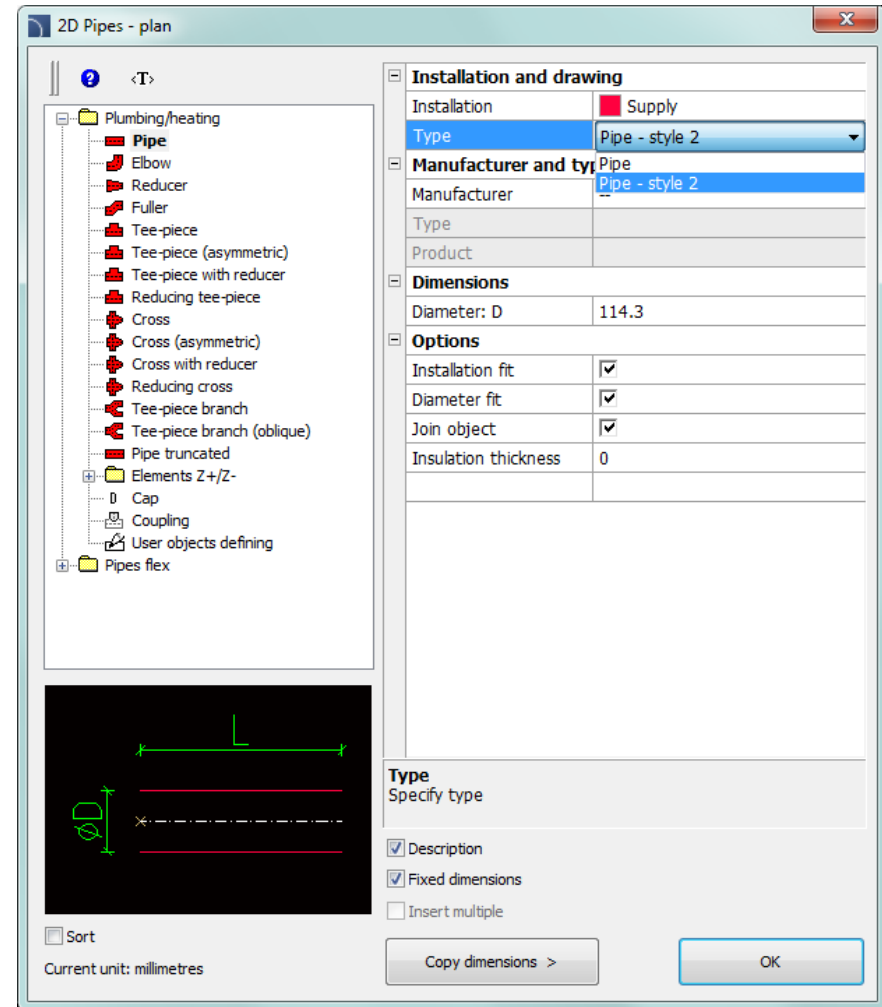 2D Pipes - plan
<T>
Plumbing/heating
Pipe
Elbow
Reducer
Fuller
Tee-piece
Tee-piece (asymmetric)
Tee-piece with reducer
Reducing tee-piece
Cross
Cross (asymmetric)
Cross with reducer
Reducing cross
Tee-piece branch
Tee-piece branch (oblique)
Pipe truncated
Elements Z+/Z-
Cap
Coupling
User objects defining
Pipes flex
L
ØD
Sort
Current unit: millimetres
Installation and drawing
Installation Supply
Type Pipe - style 2
Pipe
Pipe - style 2
Manufacturer and typ
Manufacturer --
Type
Product
Dimensions
Diameter: D 114.3
Options
Installation fit
Diameter fit
Join object
Insulation thickness 0
Type
Specify type
Description
Fixed dimensions
Insert multiple
Copy dimensions >
OK